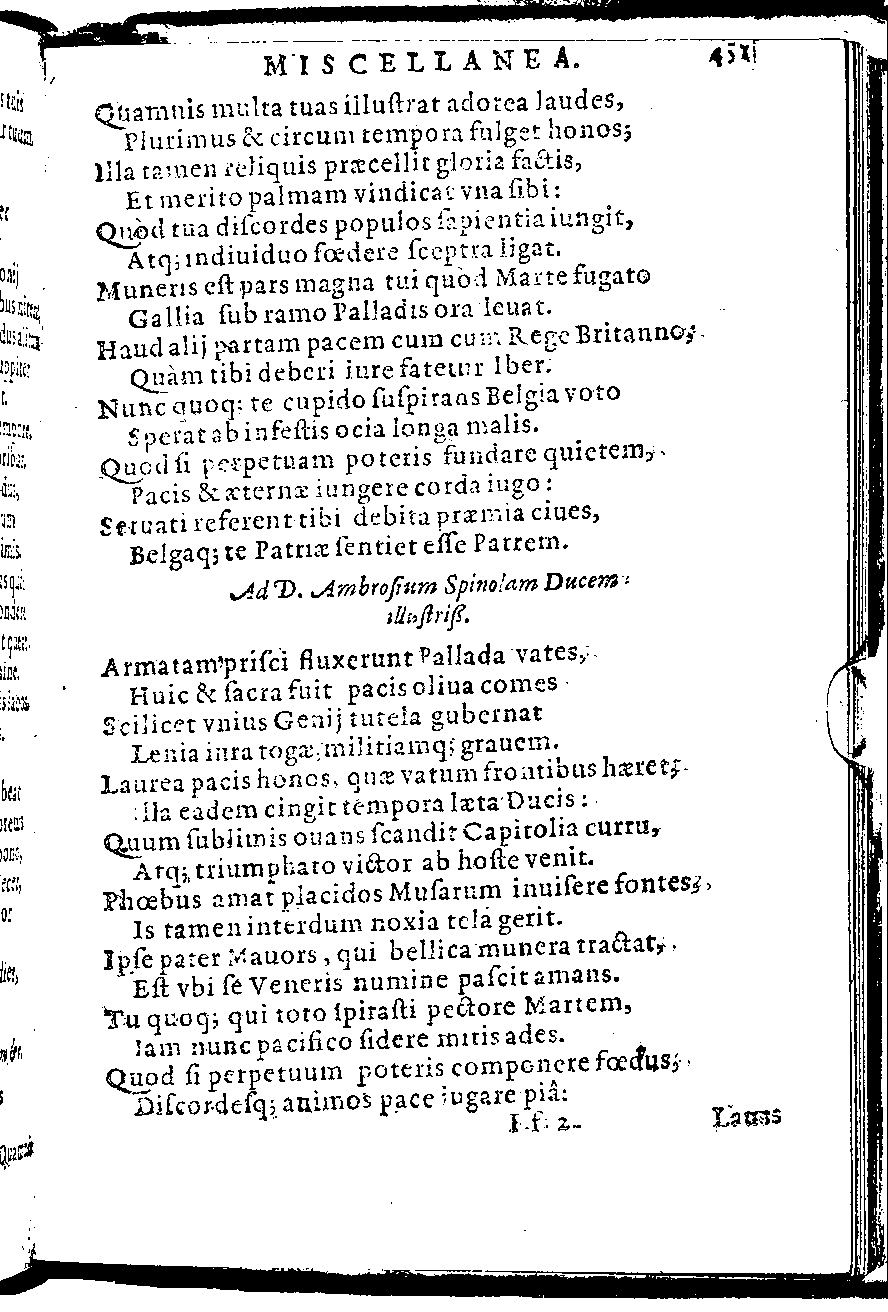 MISCELLANEA. 451
Quamuis multa tuas illuſtrat adorea laudes,
Plurimus & circum tempora fulget honos;
Illa tamen reliquis præcellit gloria factis,
Et merito palmam vindicat vna ſibi:
Quòd tua diſcordes populos ſapientia iungit,
Atq; indiuiduo fœdere ſceptra ligat.
Muneris eſt pars magna tui quòd Marte fugato
Gallia ſub ramo Palladis ora leuat.
Haud alij partam pacem cum cum Rege Britanno;
Quàm tibi deberi iure fatetur Iber.
Nunc quoq; te cupido ſuſpirans Belgia voto
Sperat ab infeſtis ocia longa malis.
Quod ſi perpetuam poteris fundare quietem,
Pacis & æternæ iungere corda iugo:
Seruati referent tibi debita præmia ciues,
Belgaq; te Patriæ ſentiet eſſe Patrem.
Ad D. Ambroſium Spinolam Ducem
illuſtriß.
Armatam priſci fluxerunt Pallada vates,
Huic & ſacra fuit pacis oliua comes
Scilicet vnius Genij tutela gubernat
Lenia iura togæ, militiamq; grauem.
Laurea pacis honos, quæ vatum frontibus hæret;
Illa eadem cingit tempora læta Ducis:
Quum ſublimis ouans ſcandit Capitolia curru,
Atq; triumphato victor ab hoſte venit.
Phœbus amat placidos Muſarum inuiſere fontes;
Is tamen interdum noxia tela gerit.
Ipſe pater Mauors, qui bellica munera tractat,
Eſt vbi ſe Veneris numine paſcit amans.
Tu quoq; qui toto ſpiraſti pectore Martem,
Iam nunc pacifico ſidere mitis ades.
Quod ſi perpetuum poteris componere fœdus;
Diſcordeſq; animos pace iugare piâ:
Ff 2 Laus